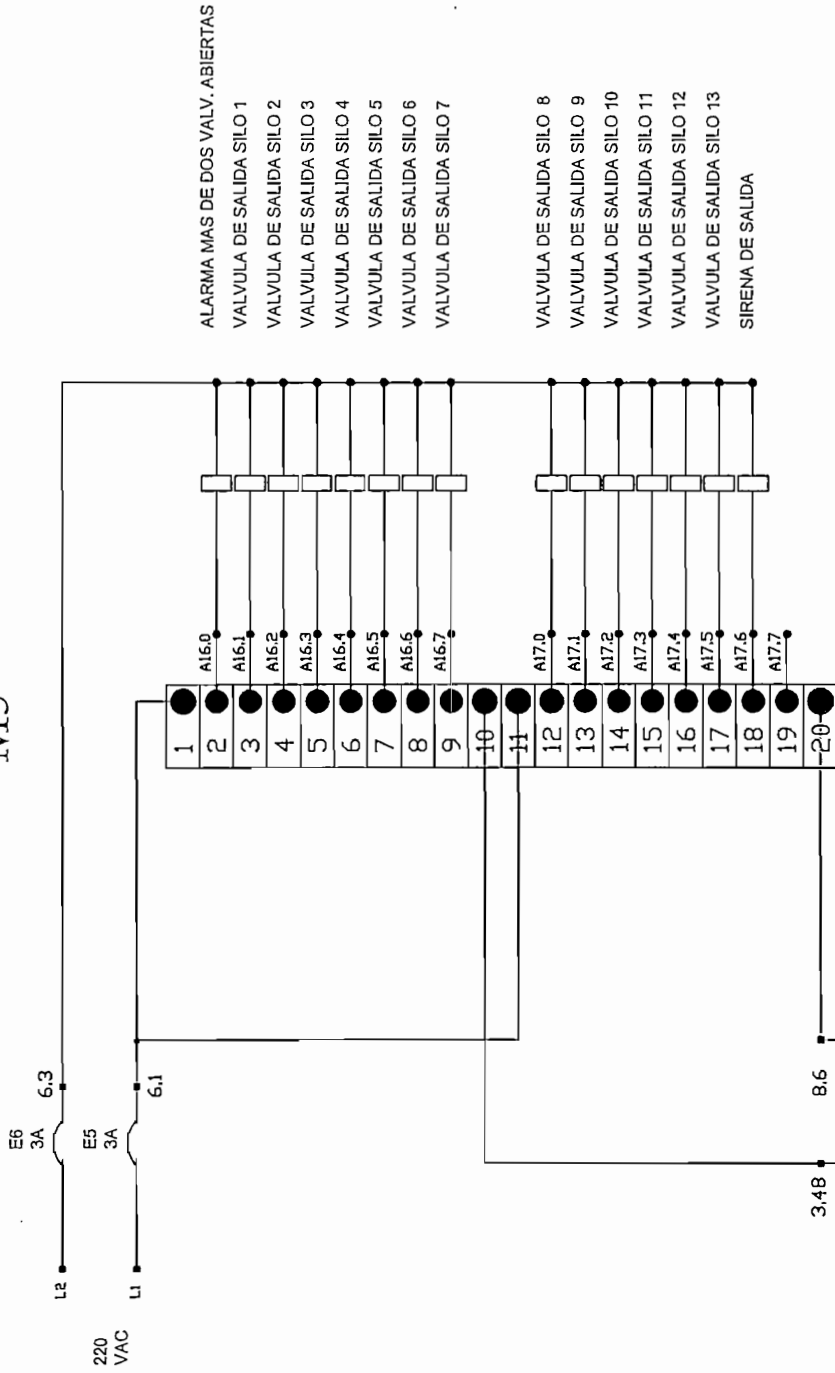 E6
3A
6.3
L2
E5
3A
6.1
L1
220
VAC
1
2 A16.0 ALARMA MAS DE DOS VALV. ABIERTAS
3 A16.1 VALVULA DE SALIDA SILO 1
4 A16.2 VALVULA DE SALIDA SILO 2
5 A16.3 VALVULA DE SALIDA SILO 3
6 A16.4 VALVULA DE SALIDA SILO 4
7 A16.5 VALVULA DE SALIDA SILO 5
8 A16.6 VALVULA DE SALIDA SILO 6
9 A16.7 VALVULA DE SALIDA SILO 7
10
11
12 A17.0 VALVULA DE SALIDA SILO 8
13 A17.1 VALVULA DE SALIDA SILO 9
14 A17.2 VALVULA DE SALIDA SILO 10
15 A17.3 VALVULA DE SALIDA SILO 11
16 A17.4 VALVULA DE SALIDA SILO 12
17 A17.5 VALVULA DE SALIDA SILO 13
18 A17.6 SIRENA DE SALIDA
19 A17.7
20
8.6
3,4B